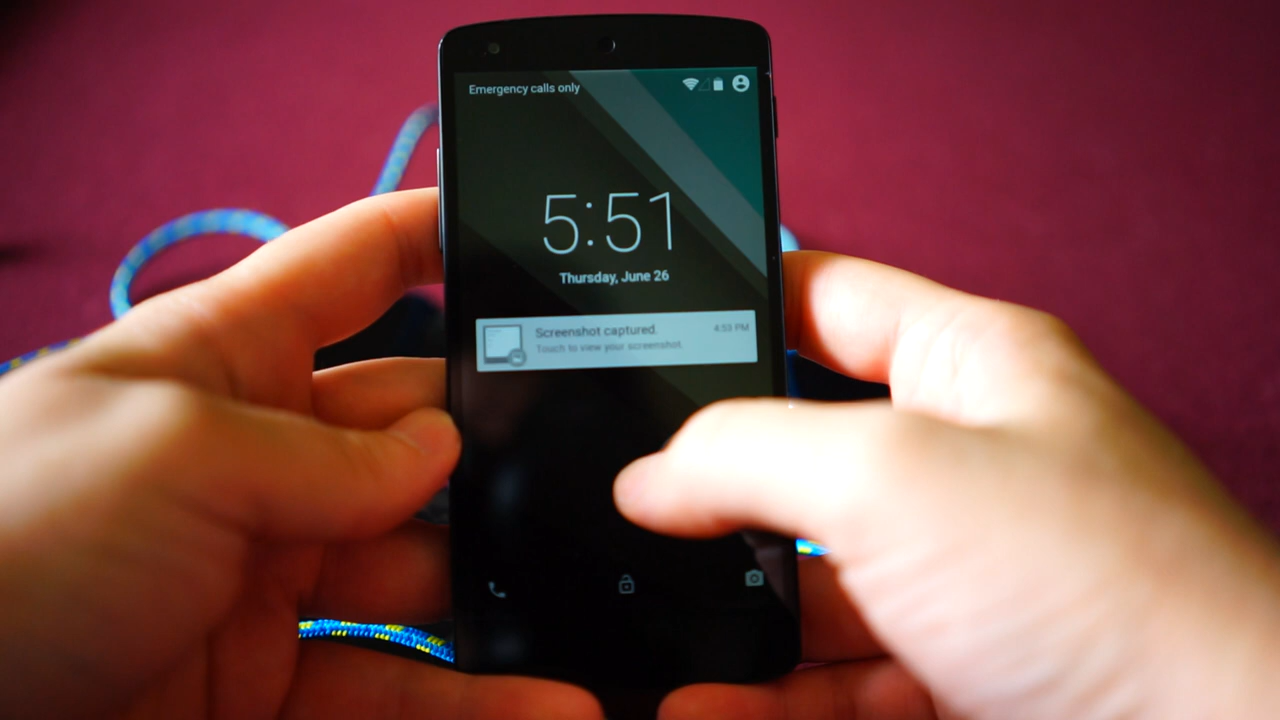 Emergency calls only
5:51
Thursday, June 26
Screenshot captured. 4:53 PM
Touch to view your screenshot.